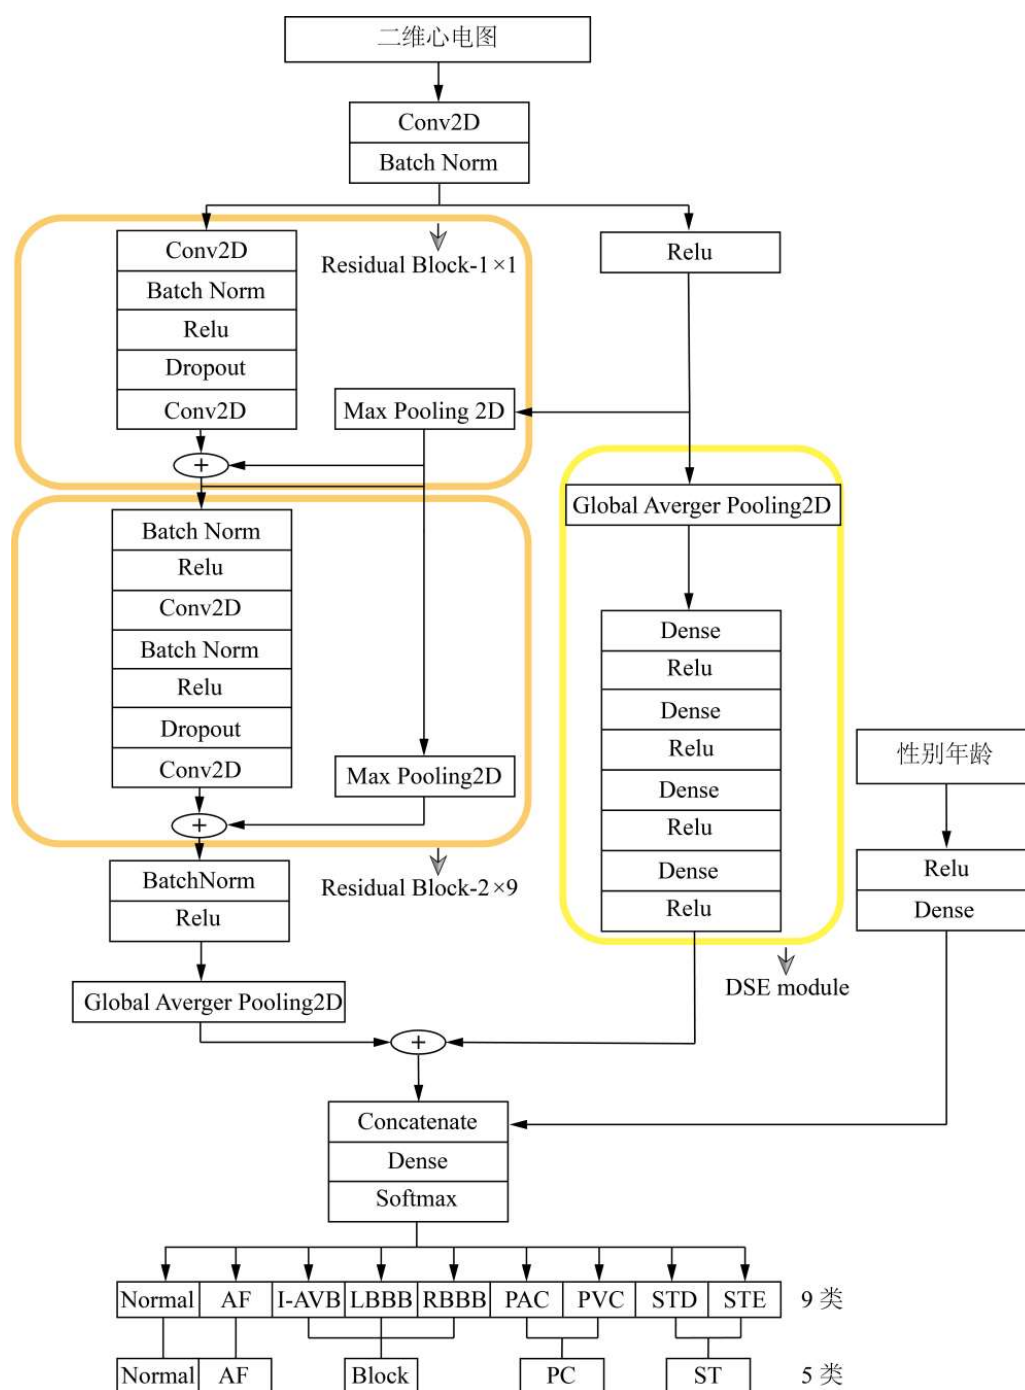 二维心电图
Conv2D
Batch Norm
Conv2D
Batch Norm
Relu
Dropout
Conv2D
+
Residual Block-1×1
Max Pooling 2D
Relu
Batch Norm
Relu
Conv2D
Batch Norm
Relu
Dropout
Conv2D
+
Max Pooling2D
Residual Block-2×9
Global Averger Pooling2D
Dense
Relu
Dense
Relu
Dense
Relu
Dense
Relu
DSE module
性别年龄
Relu
Dense
BatchNorm
Relu
Global Averger Pooling2D
+
Concatenate
Dense
Softmax
Normal AF I-AVB LBBB RBBB PAC PVC STD STE 9 类
Normal AF Block PC ST 5 类